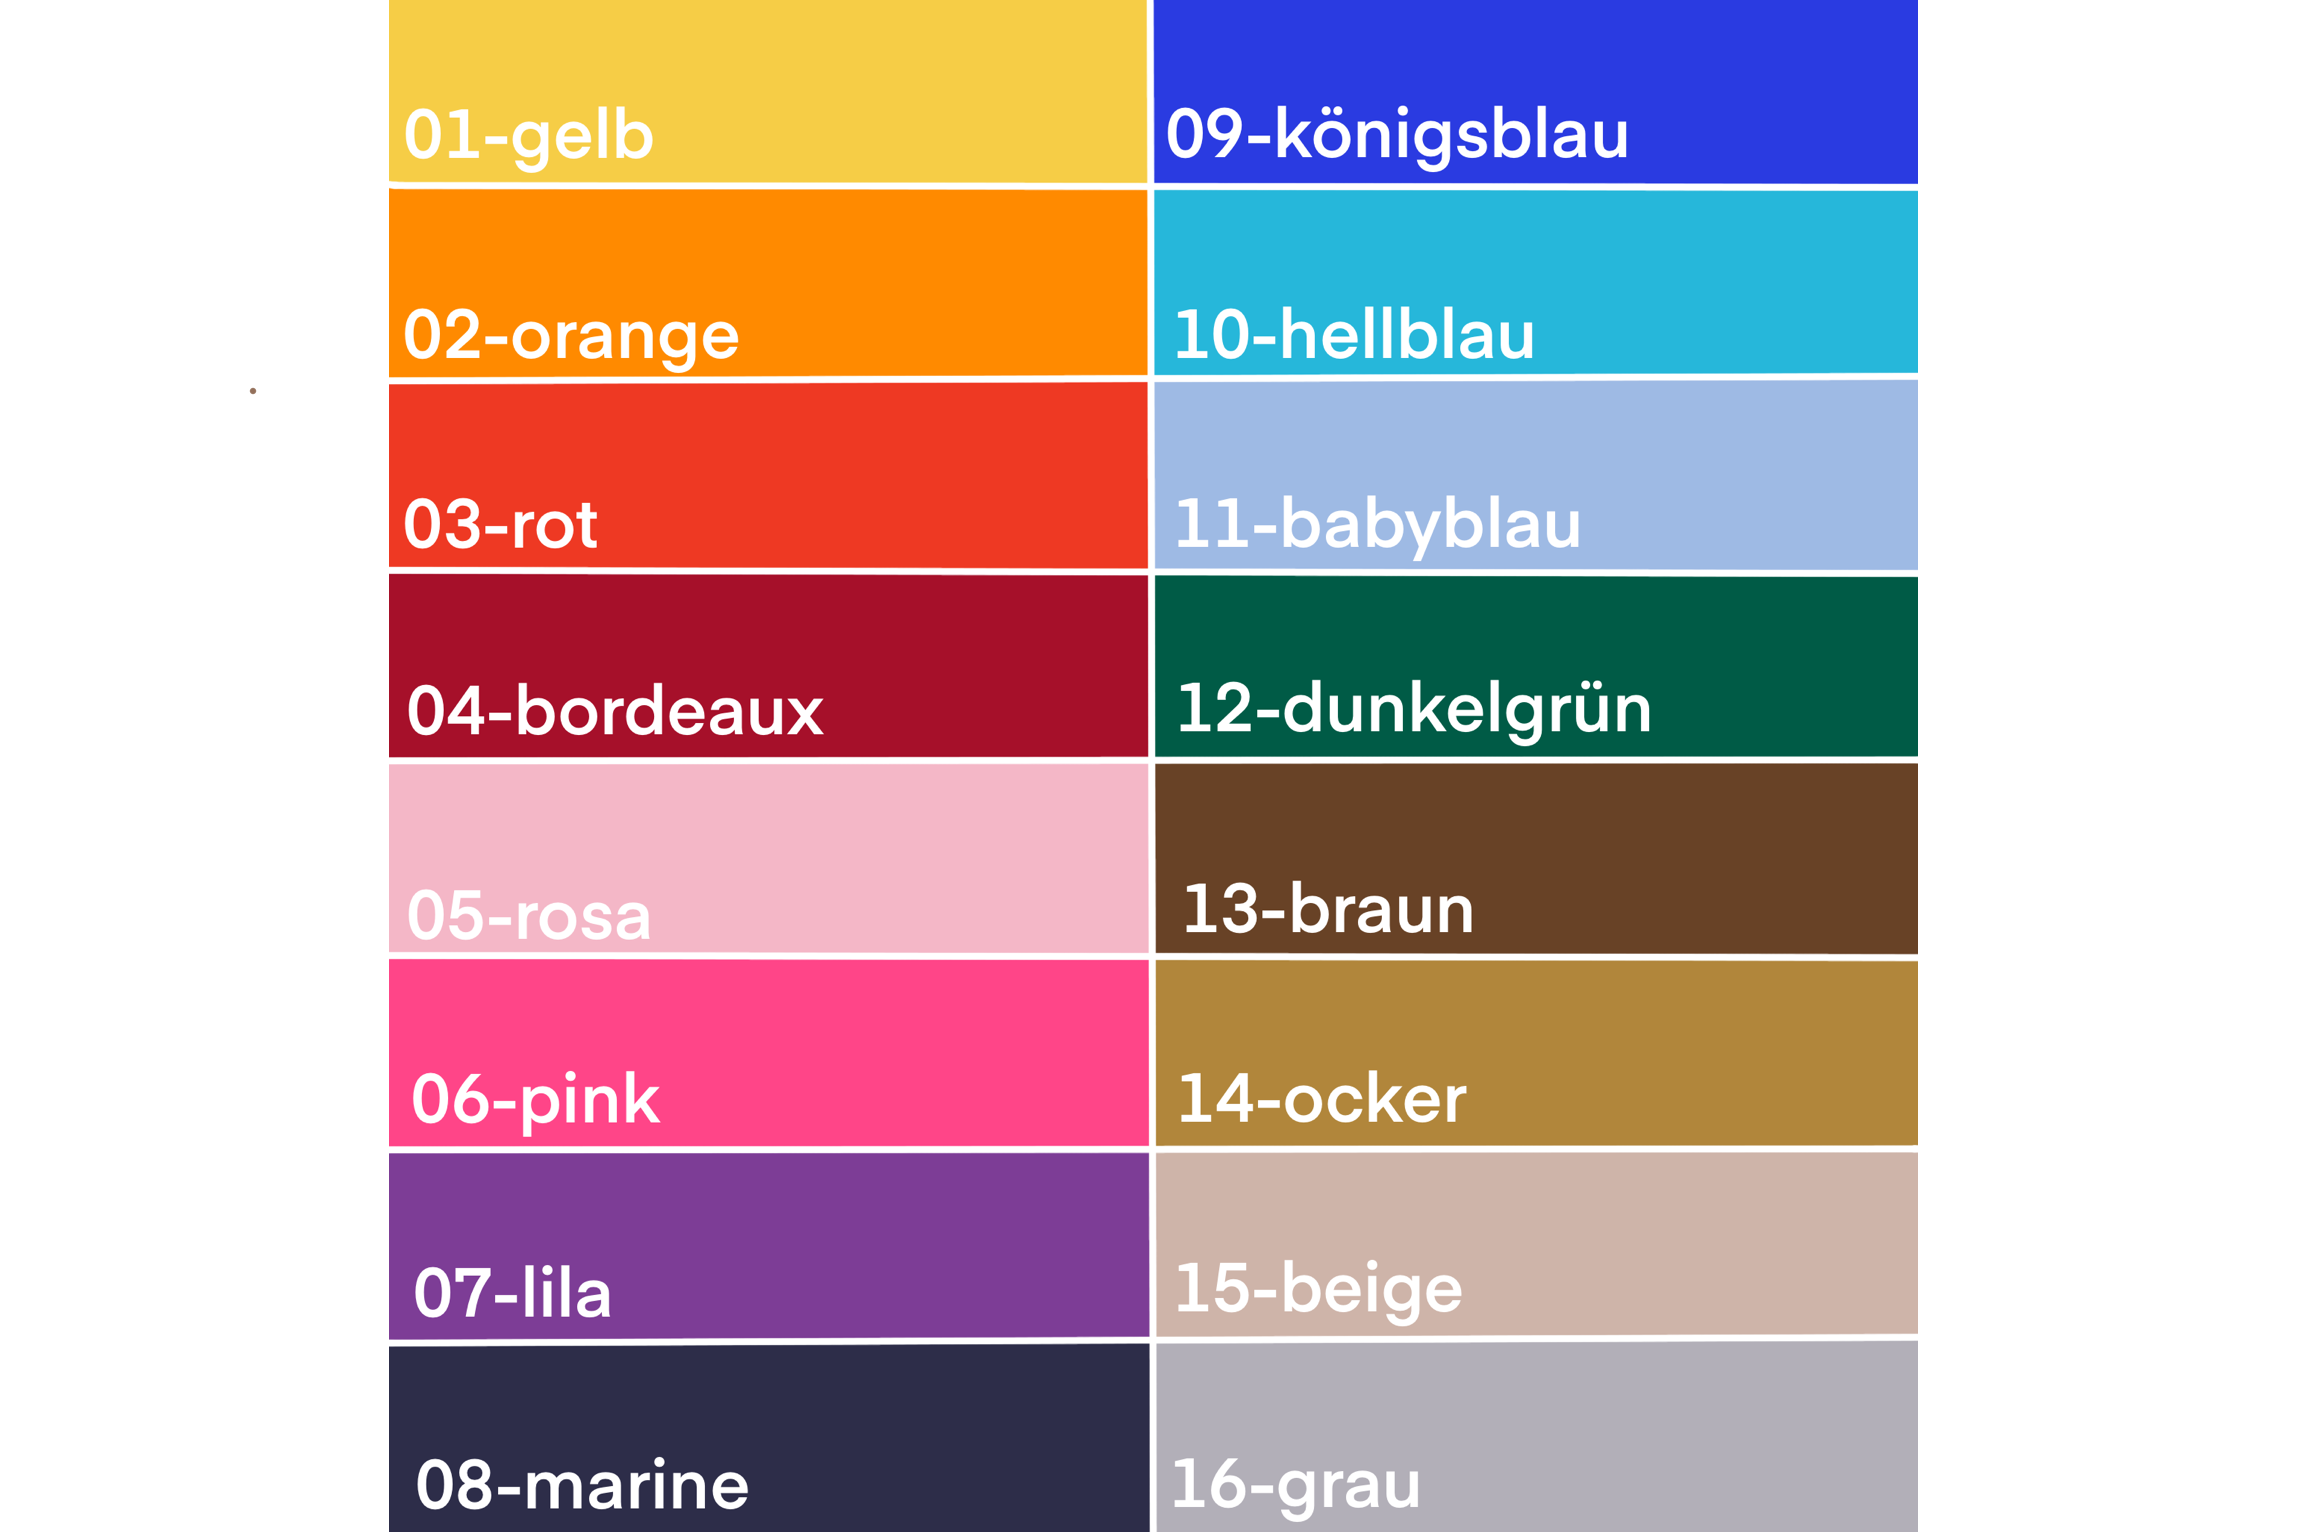 01-gelb
02-orange
03-rot
04-bordeaux
05-rosa
06-pink
07-lila
08-marine
09-königsblau
10-hellblau
11-babyblau
12-dunkelgrün
13-braun
14-ocker
15-beige
16-grau